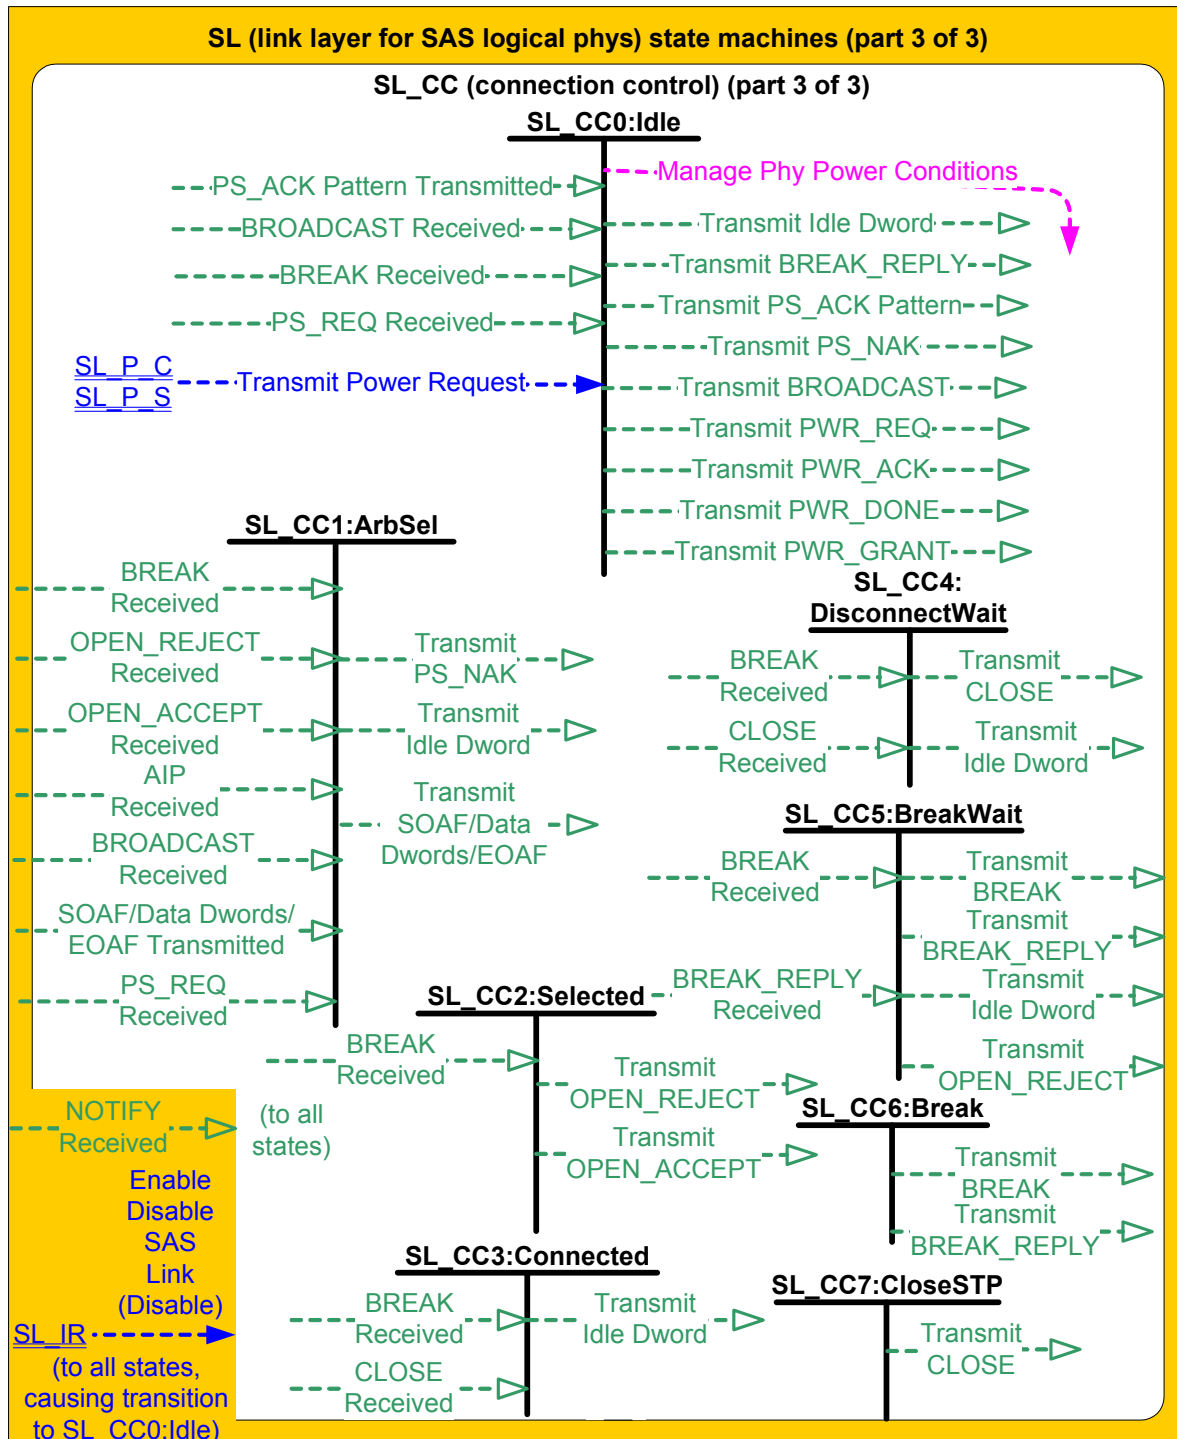 SL (link layer for SAS logical phys) state machines (part 3 of 3)
SL_CC (connection control) (part 3 of 3)
SL_CC0:Idle
PS_ACK Pattern Transmitted
BROADCAST Received
BREAK Received
PS_REQ Received
SL_P_C
SL_P_S
Transmit Power Request
Manage Phy Power Conditions
Transmit Idle Dword
Transmit BREAK_REPLY
Transmit PS_ACK Pattern
Transmit PS_NAK
Transmit BROADCAST
Transmit PWR_REQ
Transmit PWR_ACK
Transmit PWR_DONE
Transmit PWR_GRANT
SL_CC1:ArbSel
BREAK
Received
OPEN_REJECT
Received
OPEN_ACCEPT
Received
AIP
Received
BROADCAST
Received
SOAF/Data Dwords/
EOAF Transmitted
PS_REQ
Received
Transmit
PS_NAK
Transmit
Idle Dword
Transmit
SOAF/Data
Dwords/EOAF
SL_CC4:
DisconnectWait
BREAK
Received
CLOSE
Received
Transmit
CLOSE
Transmit
Idle Dword
SL_CC5:BreakWait
BREAK
Received
BREAK_REPLY
Received
Transmit
BREAK
Transmit
BREAK_REPLY
Transmit
Idle Dword
Transmit
OPEN_REJECT
SL_CC2:Selected
BREAK
Received
Transmit
OPEN_REJECT
Transmit
OPEN_ACCEPT
SL_CC6:Break
Transmit
BREAK
Transmit
BREAK_REPLY
NOTIFY
Received
(to all
states)
Enable
Disable
SAS
Link
(Disable)
SL_IR
(to all states,
causing transition
to SL_CC0:Idle)
SL_CC3:Connected
BREAK
Received
CLOSE
Received
Transmit
Idle Dword
SL_CC7:CloseSTP
Transmit
CLOSE